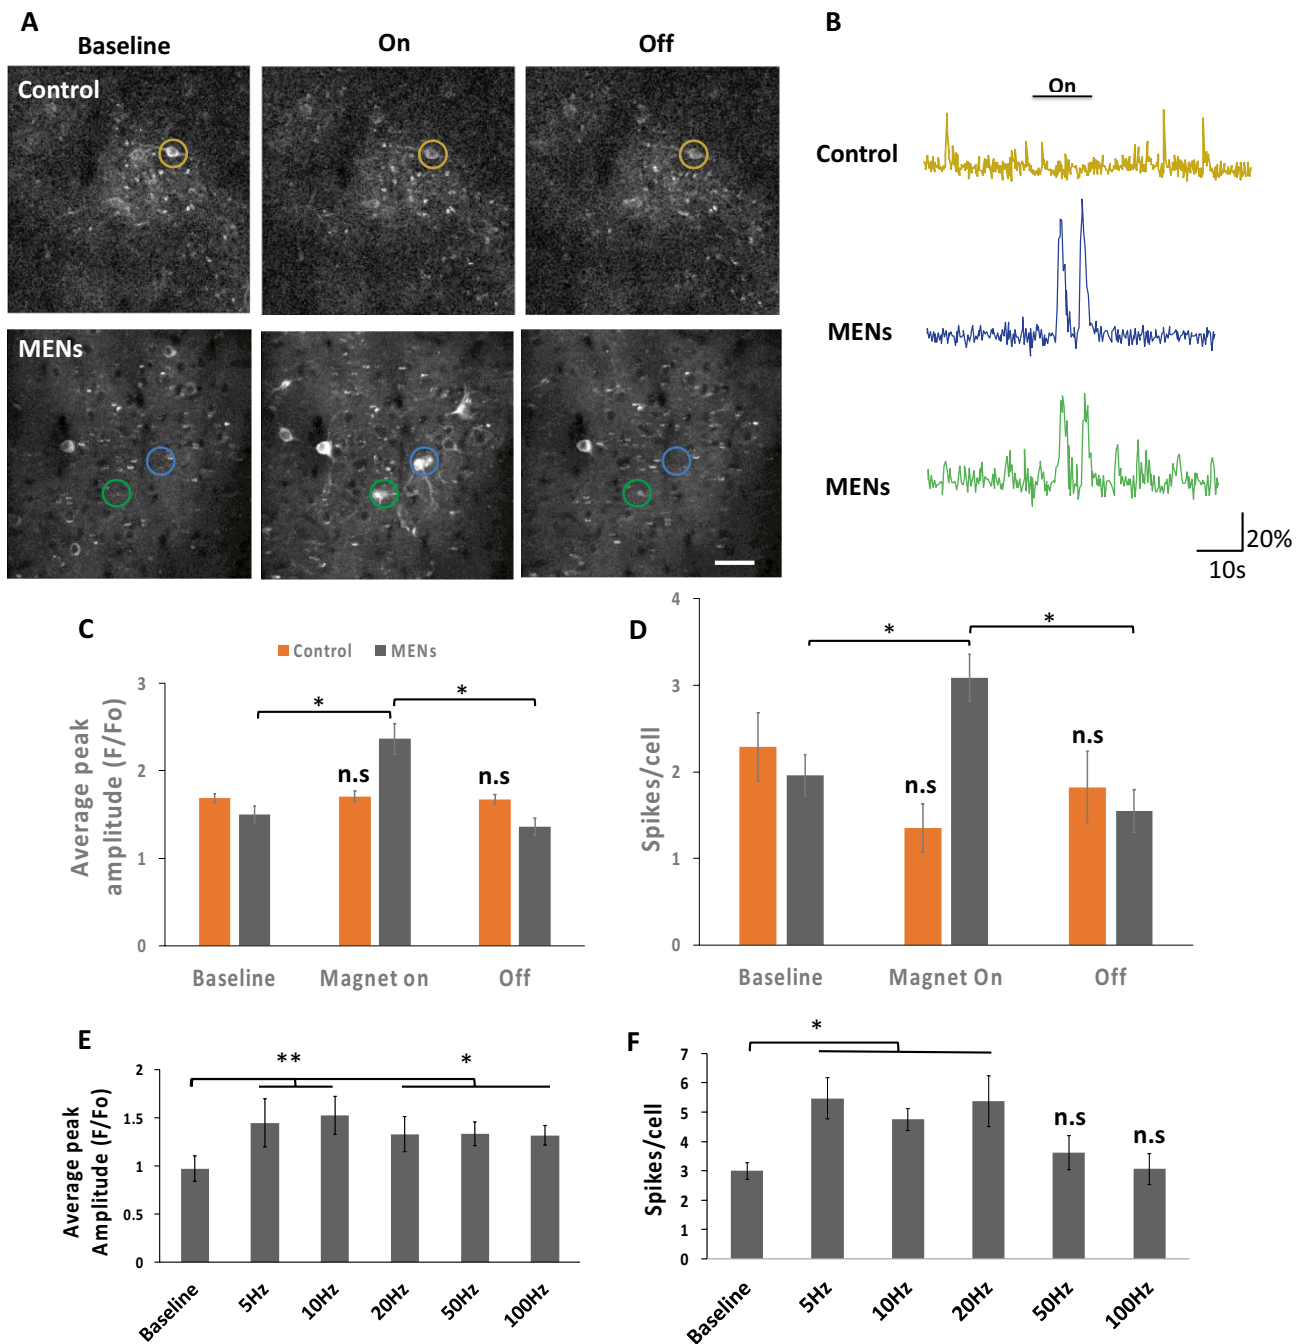 A
Baseline
On
Off
Control
MENs
B
On
Control
MENs
MENs
20%
10s
C
Control
MENs
Average peak
amplitude (F/Fo)
3
2
1
0
*
*
n.s
n.s
Baseline
Magnet on
Off
D
Spikes/cell
4
3
2
1
0
*
*
n.s
n.s
Baseline
Magnet On
Off
E
Average peak
Amplitude (F/Fo)
2
1.5
1
0.5
0
**
*
Baseline
5Hz
10Hz
20Hz
50Hz
100Hz
F
Spikes/cell
7
6
5
4
3
2
1
0
*
n.s
n.s
Baseline
5Hz
10Hz
20Hz
50Hz
100Hz